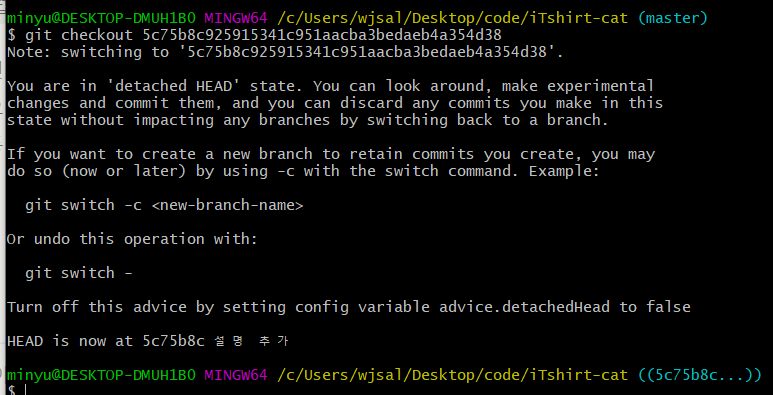 minyu@DESKTOP-DMUH1BO MINGW64 /c/Users/wjsal/Desktop/code/iTshirt-cat (master)
$ git checkout 5c75b8c925915341c951aacba3bedaeb4a354d38
Note: switching to '5c75b8c925915341c951aacba3bedaeb4a354d38'.

You are in 'detached HEAD' state. You can look around, make experimental
changes and commit them, and you can discard any commits you make in this
state without impacting any branches by switching back to a branch.

If you want to create a new branch to retain commits you create, you may
do so (now or later) by using -c with the switch command. Example:

  git switch -c <new-branch-name>

Or undo this operation with:

  git switch -

Turn off this advice by setting config variable advice.detachedHead to false

HEAD is now at 5c75b8c 설명 추가

minyu@DESKTOP-DMUH1BO MINGW64 /c/Users/wjsal/Desktop/code/iTshirt-cat ((5c75b8c...))
$